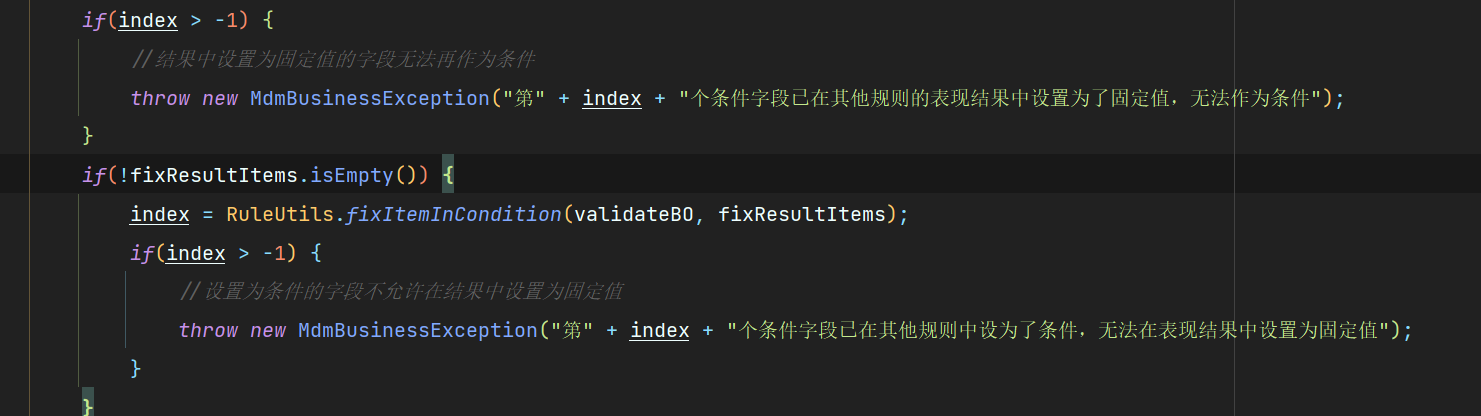 if(index > -1) {
//结果中设置为固定值的字段无法再作为条件
throw new MdmBusinessException("第" + index + "个条件字段已在其他规则的表现结果中设置为了固定值，无法作为条件");
}
if(!fixResultItems.isEmpty()) {
index = RuleUtils.fixItemInCondition(validateBO, fixResultItems);
if(index > -1) {
//设置为条件的字段不允许在结果中设置为固定值
throw new MdmBusinessException("第" + index + "个条件字段已在其他规则中设为了条件，无法在表现结果中设置为固定值");
}
}